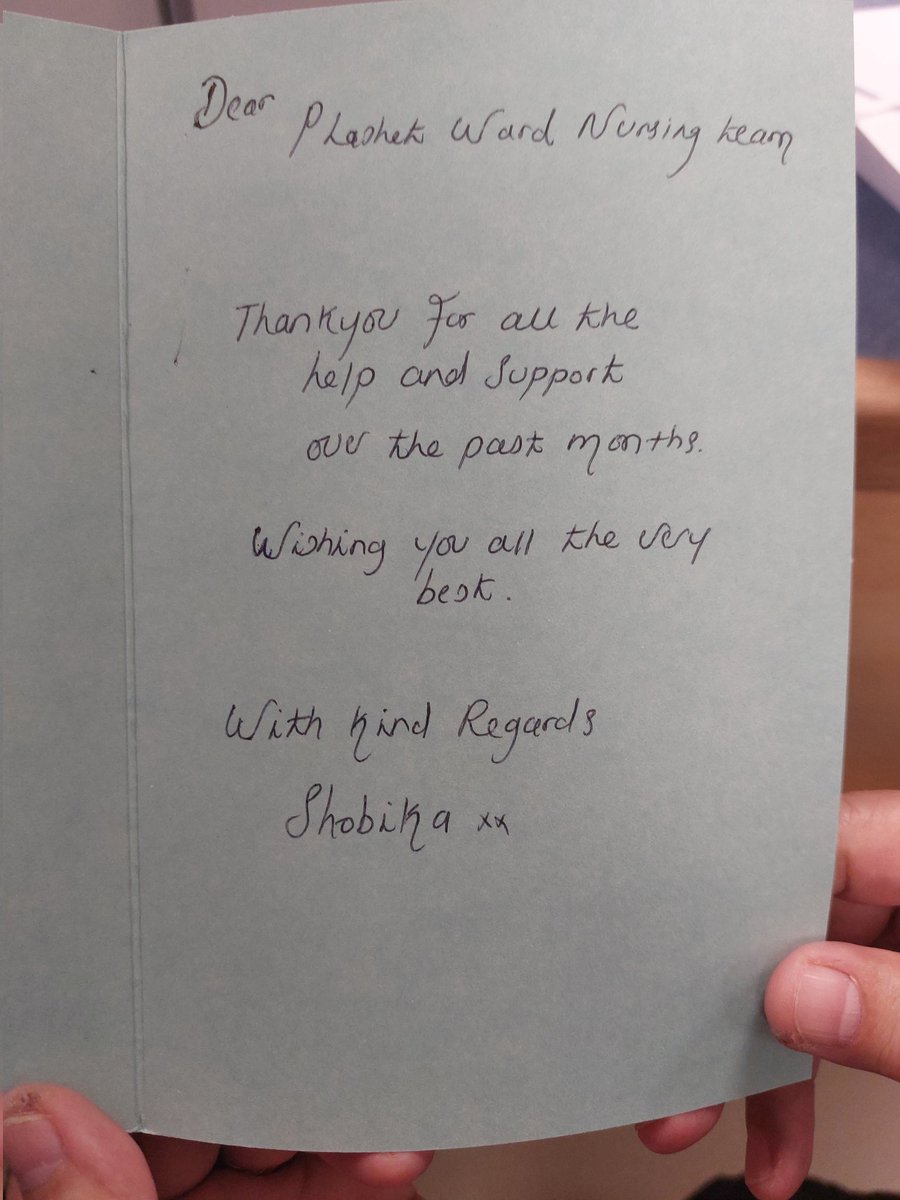 Dear Plashet Ward Nursing team
Thankyou for all the
help and support
over the past months.
Wishing you all the very
best.
With Kind Regards
Shobika xx